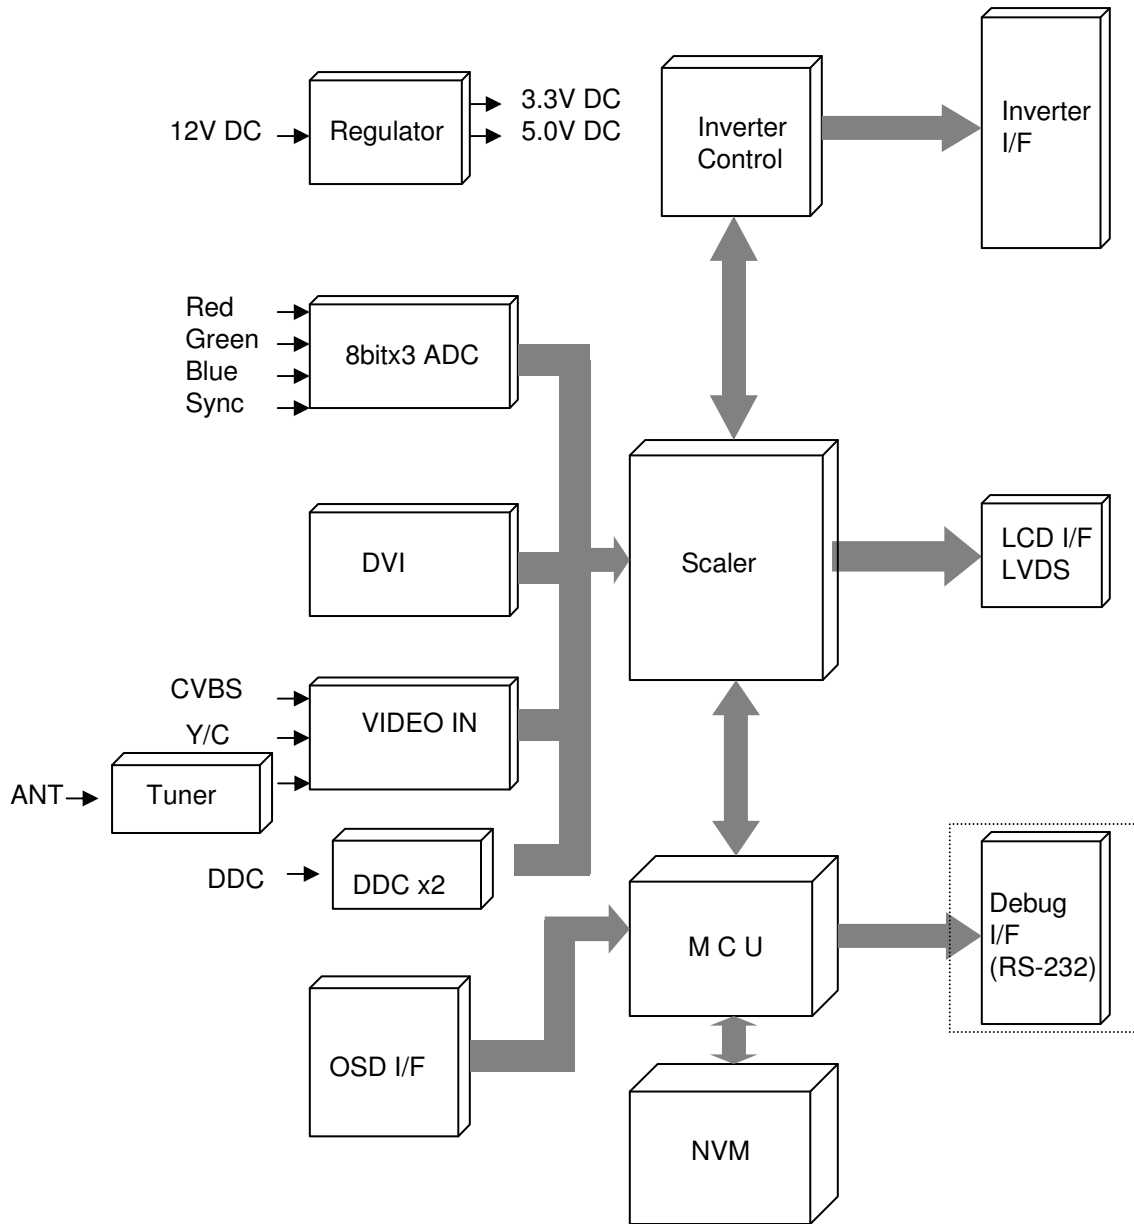 12V DC
Regulator
3.3V DC
5.0V DC
Inverter
Control
Inverter
I/F
Red
Green
Blue
Sync
8bitx3 ADC
DVI
Scaler
LCD I/F
LVDS
CVBS
Y/C
VIDEO IN
ANT
Tuner
DDC
DDC x2
M C U
Debug
I/F
(RS-232)
OSD I/F
NVM